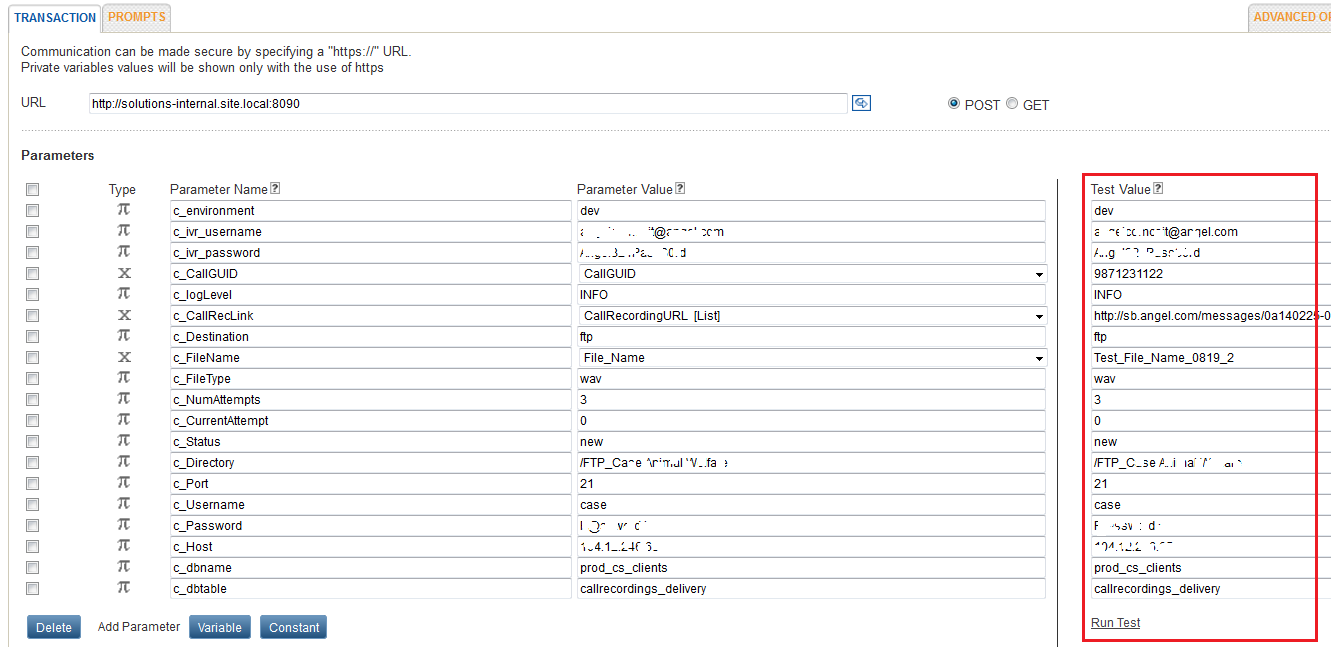 TRANSACTION PROMPTS ADVANCED
Communication can be made secure by specifying a "https://" URL.
Private variables values will be shown only with the use of https
URL http://solutions-internal.site.local:8090 POST GET
Parameters
Type Parameter Name ? Parameter Value ? Test Value ?
π c_environment dev dev
π c_ivr_username
π c_ivr_password
X c_CallGUID CallGUID 9871231122
π c_logLevel INFO INFO
X c_CallRecLink CallRecordingURL [List] http://sb.angel.com/messages/0a140225-0
π c_Destination ftp ftp
X c_FileName File_Name Test_File_Name_0819_2
π c_FileType wav wav
π c_NumAttempts 3 3
π c_CurrentAttempt 0 0
π c_Status new new
π c_Directory
π c_Port 21 21
π c_Username case case
π c_Password
π c_Host
π c_dbname prod_cs_clients prod_cs_clients
π c_dbtable callrecordings_delivery callrecordings_delivery
Delete Add Parameter Variable Constant Run Test